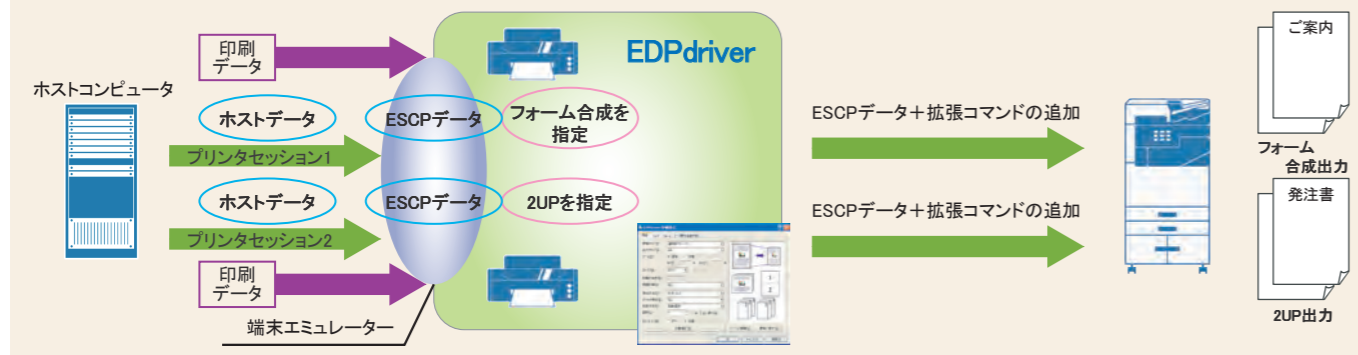 印刷
データ
EDPdriver
ご案内
ホストコンピュータ
ホストデータ
ESCPデータ
フォーム合成を
指定
ESCPデータ+拡張コマンドの追加
プリンタセッション1
フォーム
合成出力
ホストデータ
ESCPデータ
2UPを指定
発注書
ESCPデータ+拡張コマンドの追加
プリンタセッション2
印刷
データ
端末エミュレーター
2UP出力